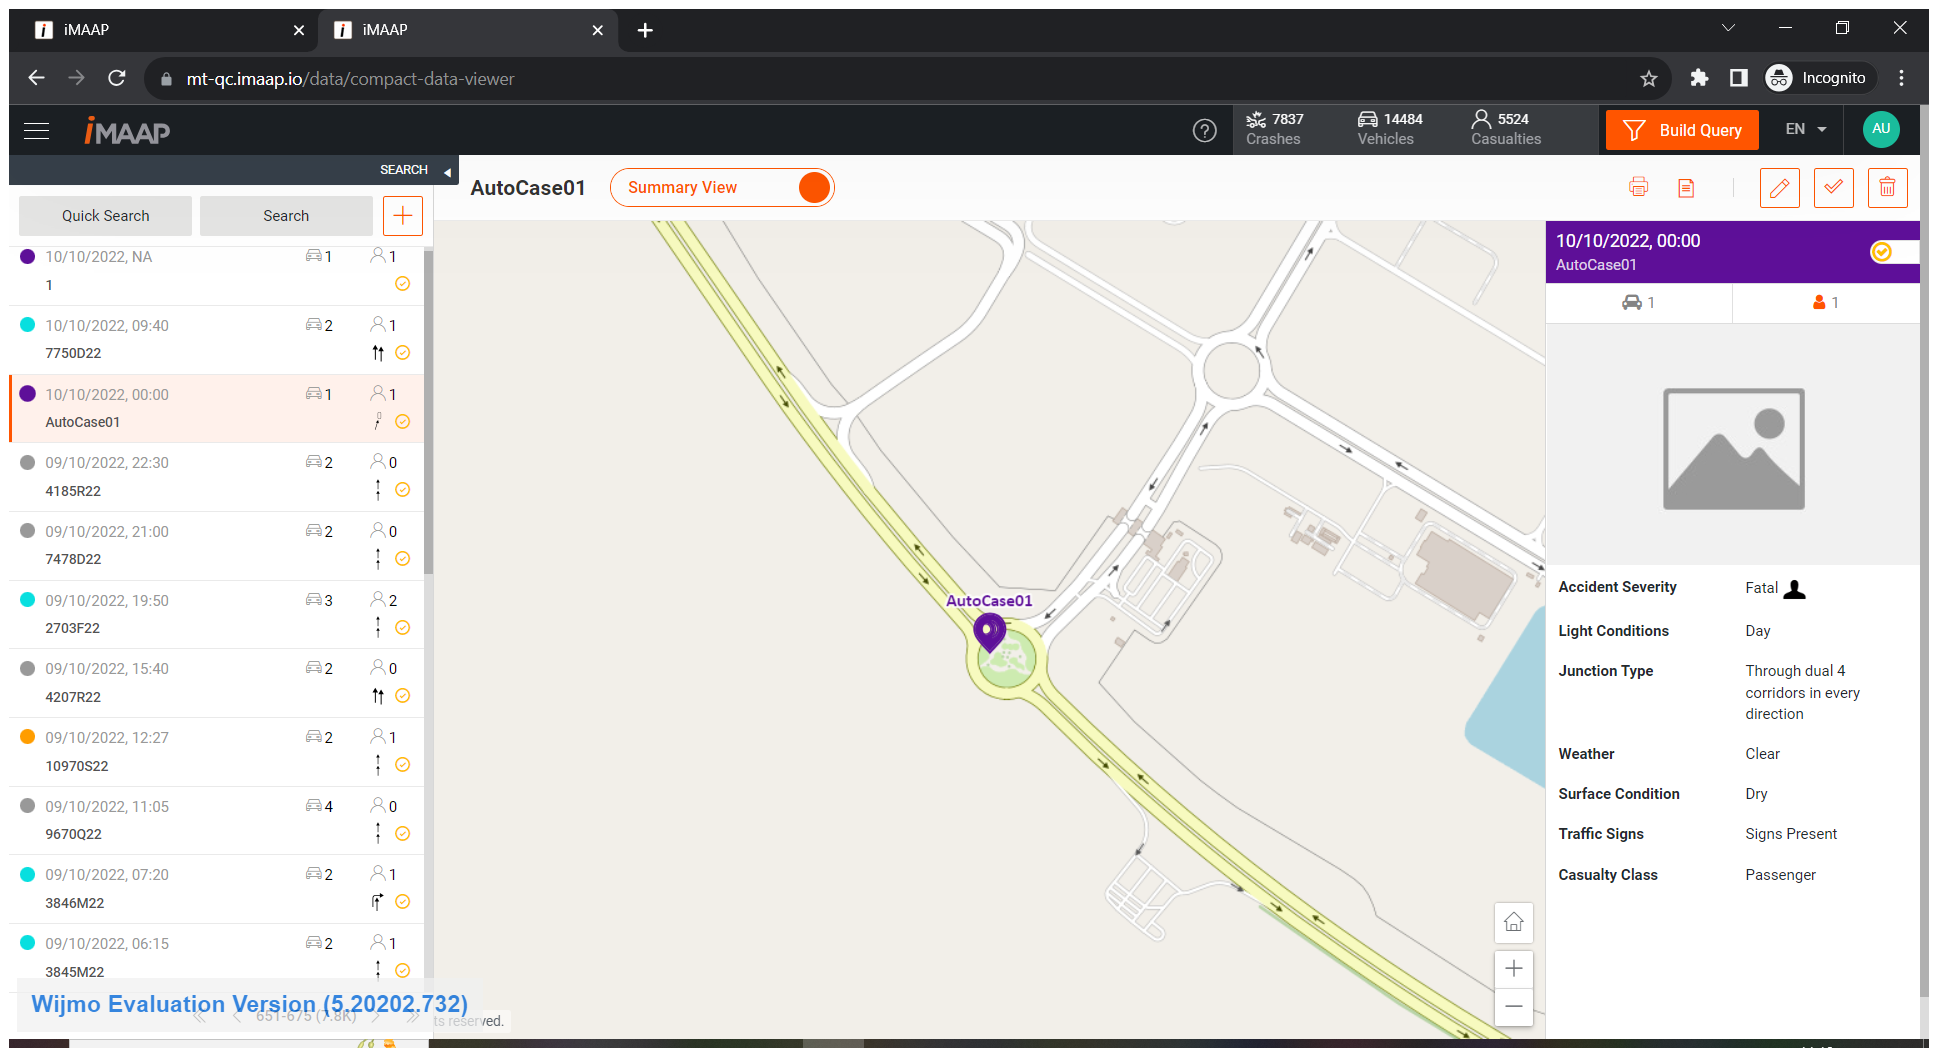 iMAAP
iMAAP
mt-qc.imaap.io/data/compact-data-viewer
Incognito
iMAAP
7837
Crashes
14484
Vehicles
5524
Casualties
Build Query
EN
AU
SEARCH
Quick Search
Search
10/10/2022, NA
1
1
1
10/10/2022, 09:40
2
1
7750D22
10/10/2022, 00:00
1
1
AutoCase01
09/10/2022, 22:30
2
0
4185R22
09/10/2022, 21:00
2
0
7478D22
09/10/2022, 19:50
3
2
2703F22
09/10/2022, 15:40
2
0
4207R22
09/10/2022, 12:27
2
1
10970S22
09/10/2022, 11:05
4
0
9670Q22
09/10/2022, 07:20
2
1
3846M22
09/10/2022, 06:15
2
1
3845M22
Wijmo Evaluation Version (5.20202.732)
651-675 (7.8K)
AutoCase01
Summary View
AutoCase01
ts reserved.
10/10/2022, 00:00
AutoCase01
1
1
Accident Severity
Fatal
Light Conditions
Day
Junction Type
Through dual 4
corridors in every
direction
Weather
Clear
Surface Condition
Dry
Traffic Signs
Signs Present
Casualty Class
Passenger